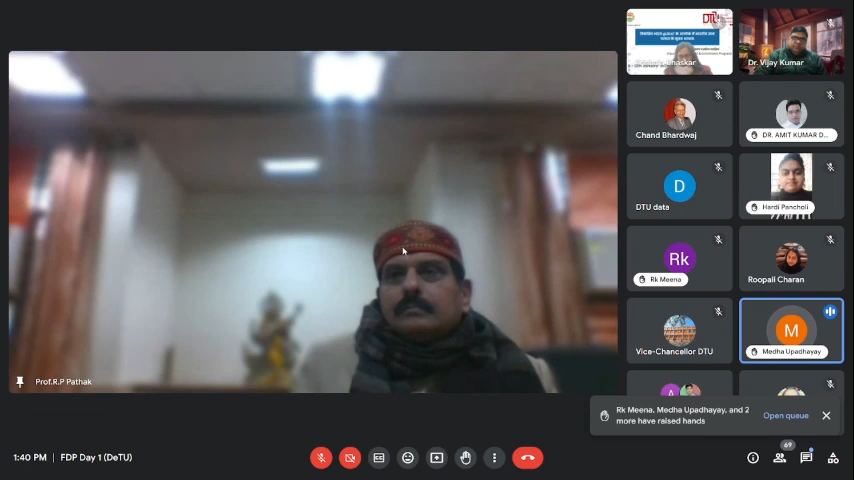 DTU
Dr. Vijay Kumar
Chand Bhardwaj
DR. AMIT KUMAR D...
D
DTU data
Hardi Pancholi
Rk
Rk Meena
Roopali Charan
Vice-Chancellor DTU
M
Medha Upadhayay
A
Prof.R.P Pathak
Rk Meena, Medha Upadhayay, and 2
more have raised hands
Open queue
1:40 PM | FDP Day 1 (DeTU)
69